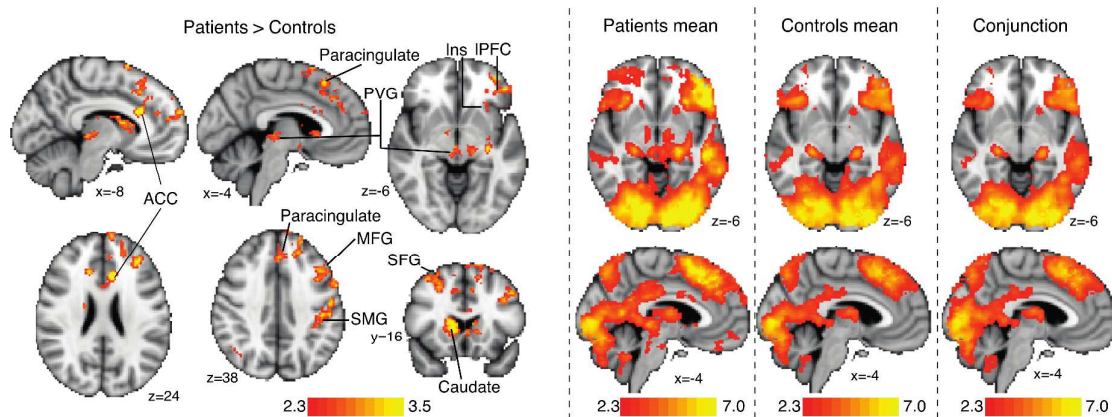 Patients > Controls
Paracingulate
Ins
lPFC
PVG
x=-8
x=-4
z=-6
ACC
Paracingulate
MFG
SFG
SMG
y-16
Caudate
z=24
z=38
2.3
3.5
Patients mean
Controls mean
Conjunction
z=-6
z=-6
z=-6
x=-4
x=-4
x=-4
2.3
7.0
2.3
7.0
2.3
7.0